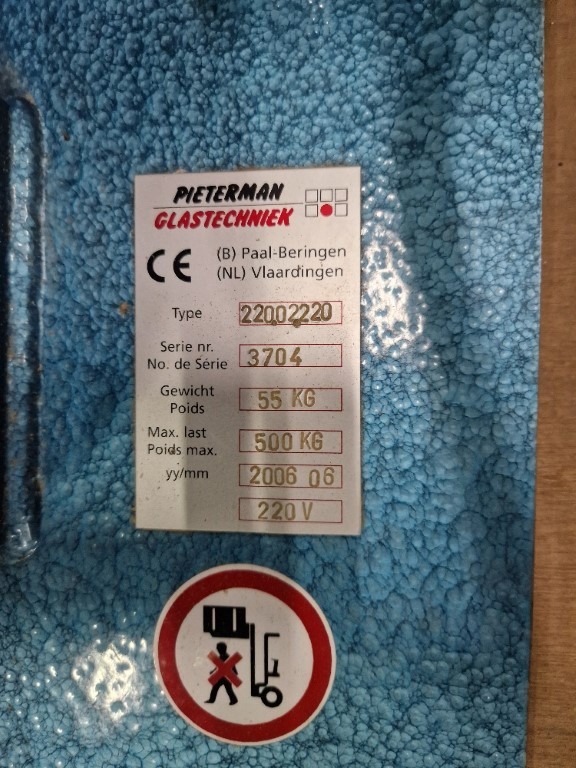 PIETERMAN
GLASTECHNIEK
CE (B) Paal-Beringen
(NL) Vlaardingen
Type 22002220
Serie nr.
No. de Série 3704
Gewicht
Poids 55 KG
Max. last
Poids max. 500 KG
yy/mm 2006 06
220 V